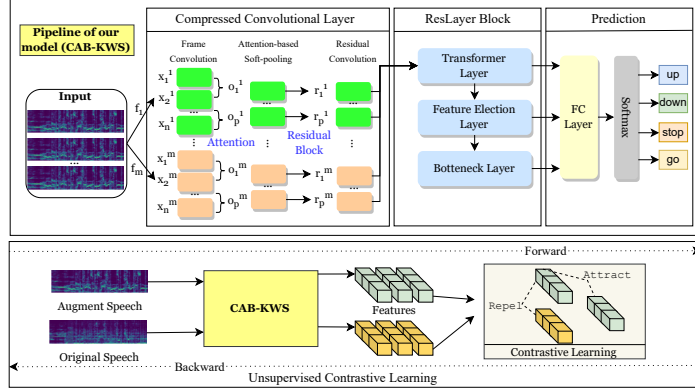 Pipeline of our
model (CAB-KWS)
Input
...
f₁
fₘ
Compressed Convolutional Layer
Frame
Convolution
Attention-based
Soft-pooling
Residual
Convolution
x₁¹
x₂¹
...
xₙ¹
o₁¹
...
oₚ¹
r₁¹
...
rₚ¹
Attention
Residual
Block
x₁ᵐ
x₂ᵐ
...
xₙᵐ
o₁ᵐ
...
oₚᵐ
r₁ᵐ
...
rₚᵐ
ResLayer Block
Transformer
Layer
Feature Election
Layer
Botteneck Layer
Prediction
FC
Layer
Softmax
up
down
stop
go
Forward
Augment Speech
Original Speech
CAB-KWS
Features
Attract
Repel
Contrastive Learning
Backward
Unsupervised Contrastive Learning